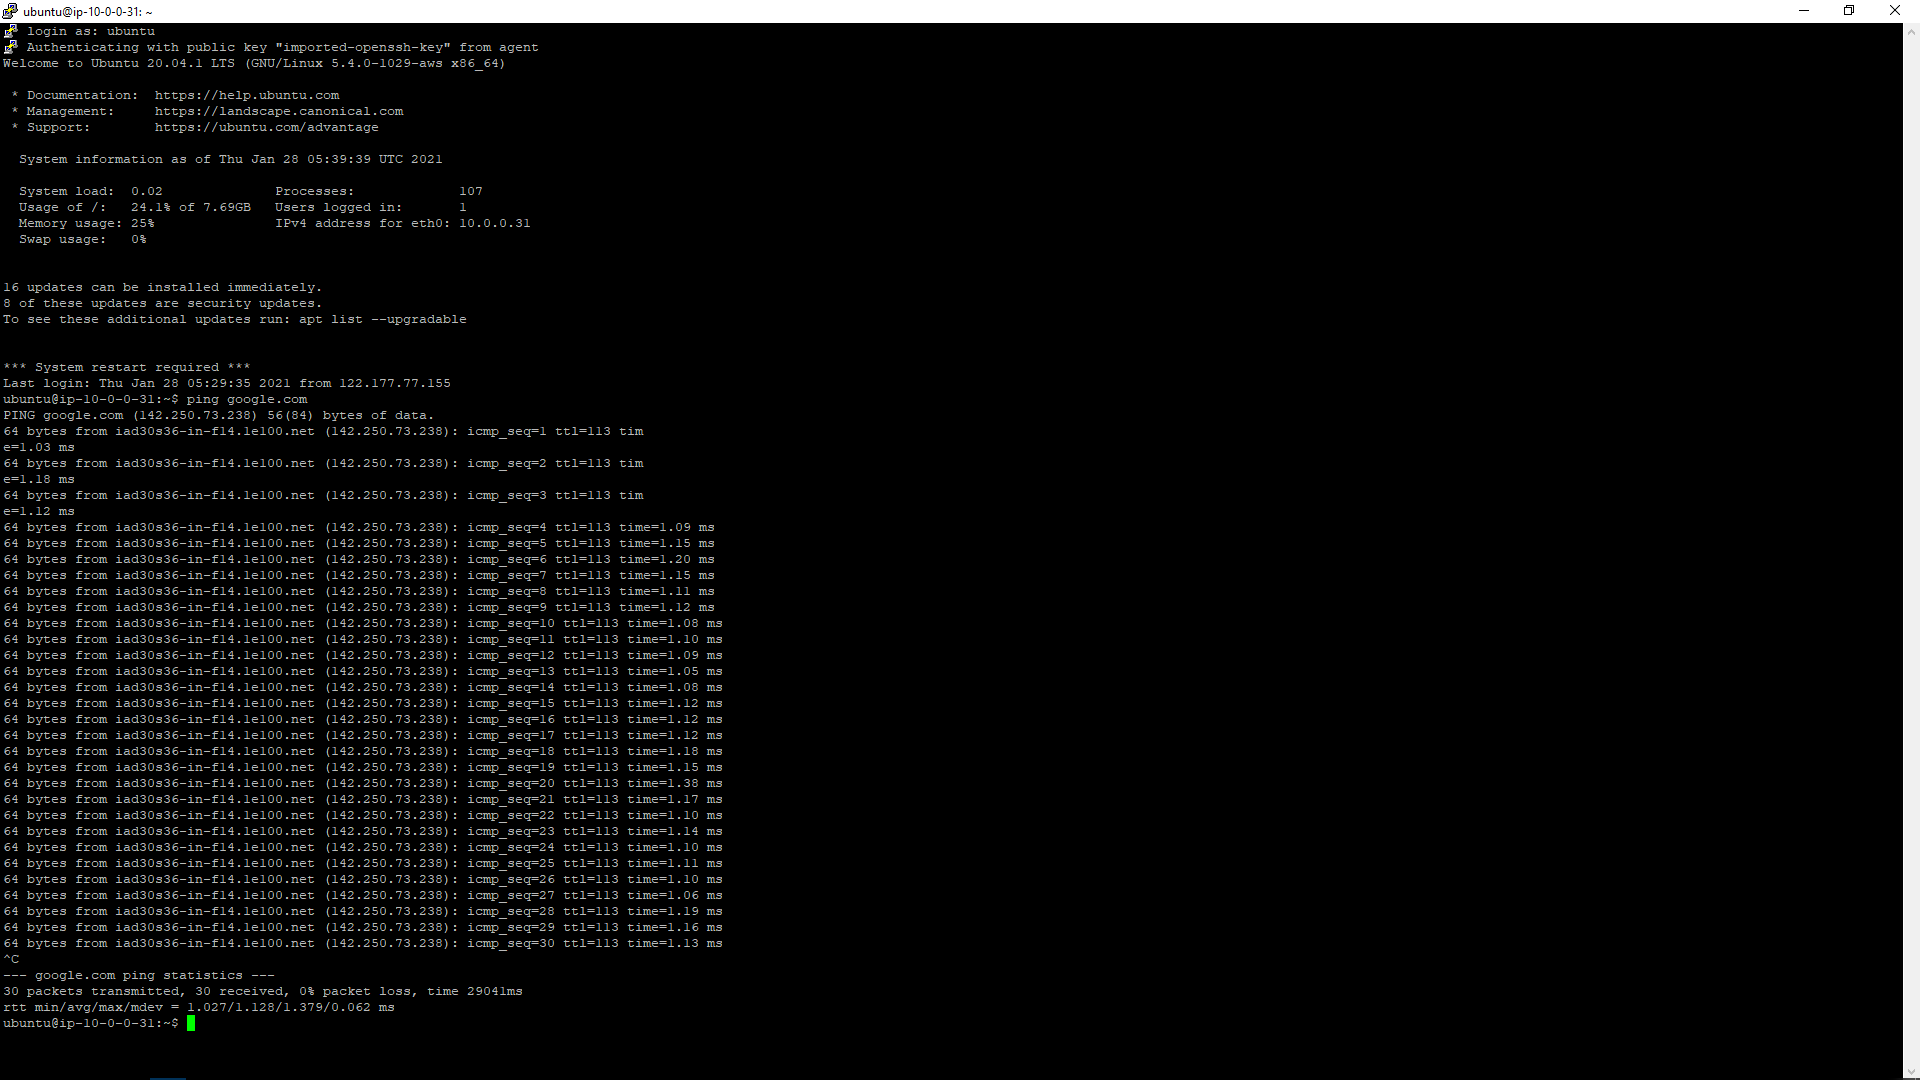 ubuntu@ip-10-0-0-31: ~
login as: ubuntu
Authenticating with public key "imported-openssh-key" from agent
Welcome to Ubuntu 20.04.1 LTS (GNU/Linux 5.4.0-1029-aws x86_64)
* Documentation:  https://help.ubuntu.com
* Management:     https://landscape.canonical.com
* Support:        https://ubuntu.com/advantage
System information as of Thu Jan 28 05:39:39 UTC 2021
System load:  0.02              Processes:             107
Usage of /:   24.1% of 7.69GB   Users logged in:       1
Memory usage: 25%               IPv4 address for eth0: 10.0.0.31
Swap usage:   0%
16 updates can be installed immediately.
8 of these updates are security updates.
To see these additional updates run: apt list --upgradable
*** System restart required ***
Last login: Thu Jan 28 05:29:35 2021 from 122.177.77.155
ubuntu@ip-10-0-0-31:~$ ping google.com
PING google.com (142.250.73.238) 56(84) bytes of data.
64 bytes from iad30s36-in-f14.1e100.net (142.250.73.238): icmp_seq=1 ttl=113 tim
e=1.03 ms
64 bytes from iad30s36-in-f14.1e100.net (142.250.73.238): icmp_seq=2 ttl=113 tim
e=1.18 ms
64 bytes from iad30s36-in-f14.1e100.net (142.250.73.238): icmp_seq=3 ttl=113 tim
e=1.12 ms
64 bytes from iad30s36-in-f14.1e100.net (142.250.73.238): icmp_seq=4 ttl=113 time=1.09 ms
64 bytes from iad30s36-in-f14.1e100.net (142.250.73.238): icmp_seq=5 ttl=113 time=1.15 ms
64 bytes from iad30s36-in-f14.1e100.net (142.250.73.238): icmp_seq=6 ttl=113 time=1.20 ms
64 bytes from iad30s36-in-f14.1e100.net (142.250.73.238): icmp_seq=7 ttl=113 time=1.15 ms
64 bytes from iad30s36-in-f14.1e100.net (142.250.73.238): icmp_seq=8 ttl=113 time=1.11 ms
64 bytes from iad30s36-in-f14.1e100.net (142.250.73.238): icmp_seq=9 ttl=113 time=1.12 ms
64 bytes from iad30s36-in-f14.1e100.net (142.250.73.238): icmp_seq=10 ttl=113 time=1.08 ms
64 bytes from iad30s36-in-f14.1e100.net (142.250.73.238): icmp_seq=11 ttl=113 time=1.10 ms
64 bytes from iad30s36-in-f14.1e100.net (142.250.73.238): icmp_seq=12 ttl=113 time=1.09 ms
64 bytes from iad30s36-in-f14.1e100.net (142.250.73.238): icmp_seq=13 ttl=113 time=1.05 ms
64 bytes from iad30s36-in-f14.1e100.net (142.250.73.238): icmp_seq=14 ttl=113 time=1.08 ms
64 bytes from iad30s36-in-f14.1e100.net (142.250.73.238): icmp_seq=15 ttl=113 time=1.12 ms
64 bytes from iad30s36-in-f14.1e100.net (142.250.73.238): icmp_seq=16 ttl=113 time=1.12 ms
64 bytes from iad30s36-in-f14.1e100.net (142.250.73.238): icmp_seq=17 ttl=113 time=1.12 ms
64 bytes from iad30s36-in-f14.1e100.net (142.250.73.238): icmp_seq=18 ttl=113 time=1.18 ms
64 bytes from iad30s36-in-f14.1e100.net (142.250.73.238): icmp_seq=19 ttl=113 time=1.15 ms
64 bytes from iad30s36-in-f14.1e100.net (142.250.73.238): icmp_seq=20 ttl=113 time=1.38 ms
64 bytes from iad30s36-in-f14.1e100.net (142.250.73.238): icmp_seq=21 ttl=113 time=1.17 ms
64 bytes from iad30s36-in-f14.1e100.net (142.250.73.238): icmp_seq=22 ttl=113 time=1.10 ms
64 bytes from iad30s36-in-f14.1e100.net (142.250.73.238): icmp_seq=23 ttl=113 time=1.14 ms
64 bytes from iad30s36-in-f14.1e100.net (142.250.73.238): icmp_seq=24 ttl=113 time=1.10 ms
64 bytes from iad30s36-in-f14.1e100.net (142.250.73.238): icmp_seq=25 ttl=113 time=1.11 ms
64 bytes from iad30s36-in-f14.1e100.net (142.250.73.238): icmp_seq=26 ttl=113 time=1.10 ms
64 bytes from iad30s36-in-f14.1e100.net (142.250.73.238): icmp_seq=27 ttl=113 time=1.06 ms
64 bytes from iad30s36-in-f14.1e100.net (142.250.73.238): icmp_seq=28 ttl=113 time=1.19 ms
64 bytes from iad30s36-in-f14.1e100.net (142.250.73.238): icmp_seq=29 ttl=113 time=1.16 ms
64 bytes from iad30s36-in-f14.1e100.net (142.250.73.238): icmp_seq=30 ttl=113 time=1.13 ms
^C
--- google.com ping statistics ---
30 packets transmitted, 30 received, 0% packet loss, time 29041ms
rtt min/avg/max/mdev = 1.027/1.128/1.379/0.062 ms
ubuntu@ip-10-0-0-31:~$